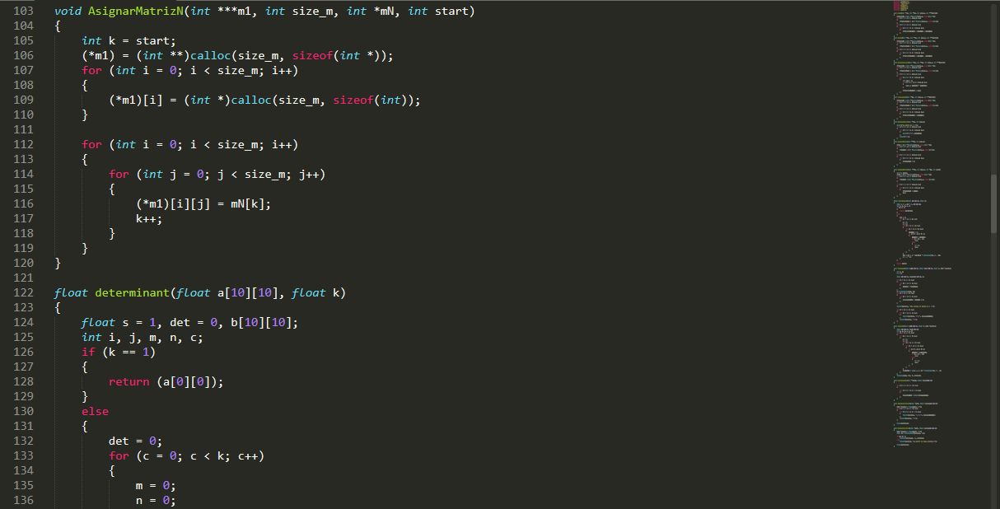 103 void AsignarMatrizN(int ***m1, int size_m, int *mN, int start)
104 {
105     int k = start;
106     (*m1) = (int **)calloc(size_m, sizeof(int *));
107     for (int i = 0; i < size_m; i++)
108     {
109         (*m1)[i] = (int *)calloc(size_m, sizeof(int));
110     }
111
112     for (int i = 0; i < size_m; i++)
113     {
114         for (int j = 0; j < size_m; j++)
115         {
116             (*m1)[i][j] = mN[k];
117             k++;
118         }
119     }
120 }
121
122 float determinant(float a[10][10], float k)
123 {
124     float s = 1, det = 0, b[10][10];
125     int i, j, m, n, c;
126     if (k == 1)
127     {
128         return (a[0][0]);
129     }
130     else
131     {
132         det = 0;
133         for (c = 0; c < k; c++)
134         {
135             m = 0;
136             n = 0;